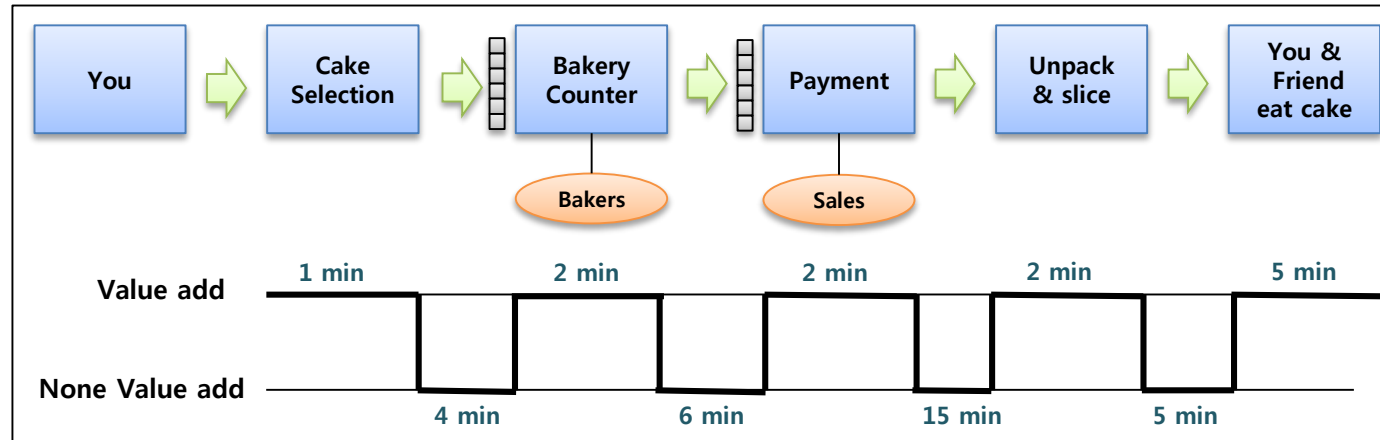 You
Cake
Selection
Bakery
Counter
Payment
Unpack
& slice
You &
Friend
eat cake
Bakers
Sales
1 min
2 min
2 min
2 min
5 min
Value add
None Value add
4 min
6 min
15 min
5 min